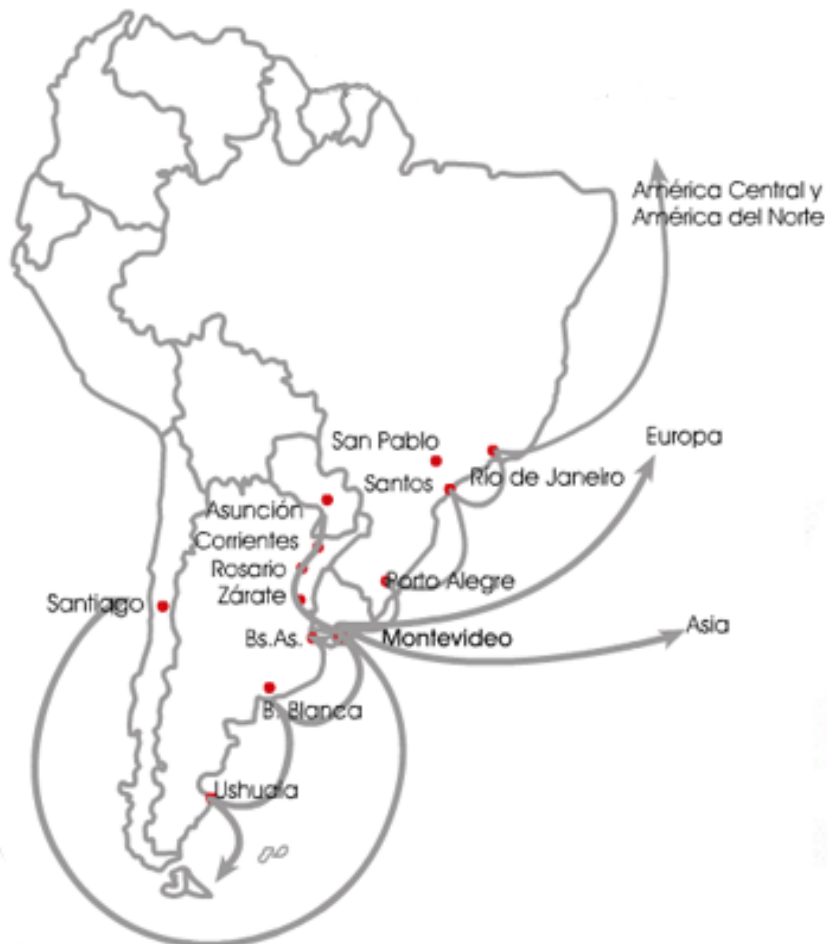 América Central y
América del Norte
Europa
San Pablo
Santos
Río de Janeiro
Asunción
Corrientes
Rosario
Porto Alegre
Zárate
Santiago
Bs.As.
Montevideo
Asia
B. Blanca
Ushuaia